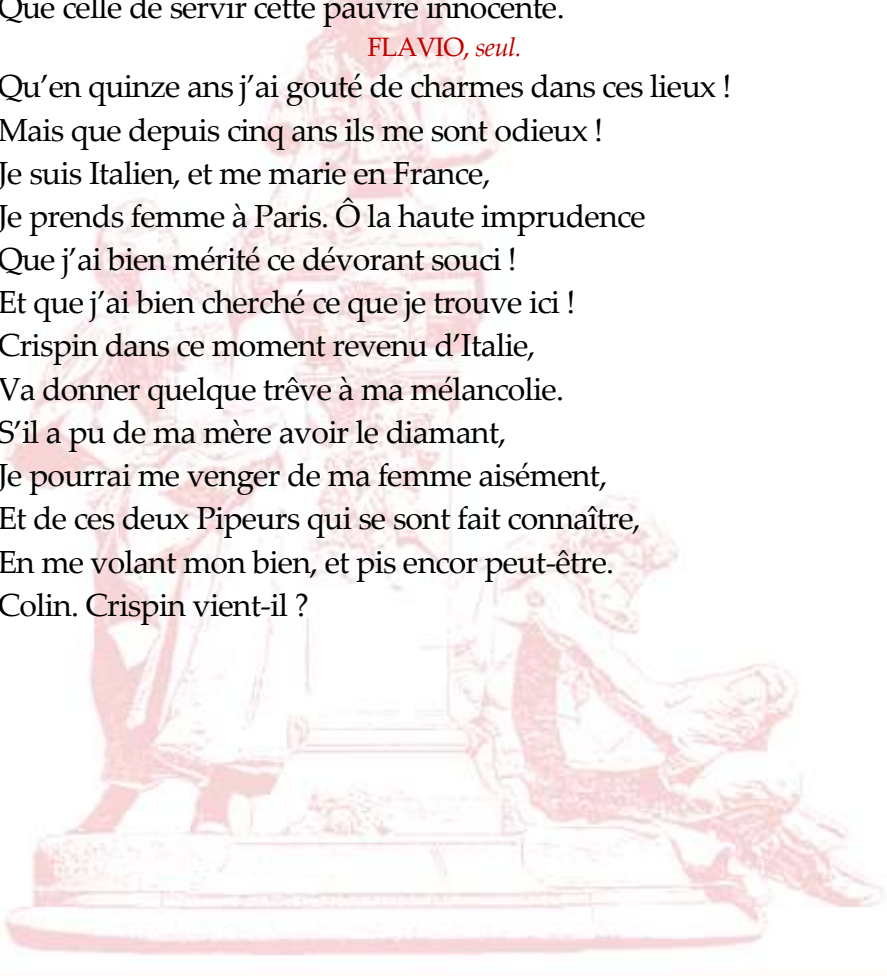 Que celle de servir cette pauvre innocente.
FLAVIO, seul.
Qu'en quinze ans j'ai gouté de charmes dans ces lieux !
Mais que depuis cinq ans ils me sont odieux !
Je suis Italien, et me marie en France,
Je prends femme à Paris. Ô la haute imprudence
Que j'ai bien mérité ce dévorant souci !
Et que j'ai bien cherché ce que je trouve ici !
Crispin dans ce moment revenu d'Italie,
Va donner quelque trêve à ma mélancolie.
S'il a pu de ma mère avoir le diamant,
Je pourrai me venger de ma femme aisément,
Et de ces deux Pipeurs qui se sont fait connaître,
En me volant mon bien, et pis encor peut-être.
Colin. Crispin vient-il ?